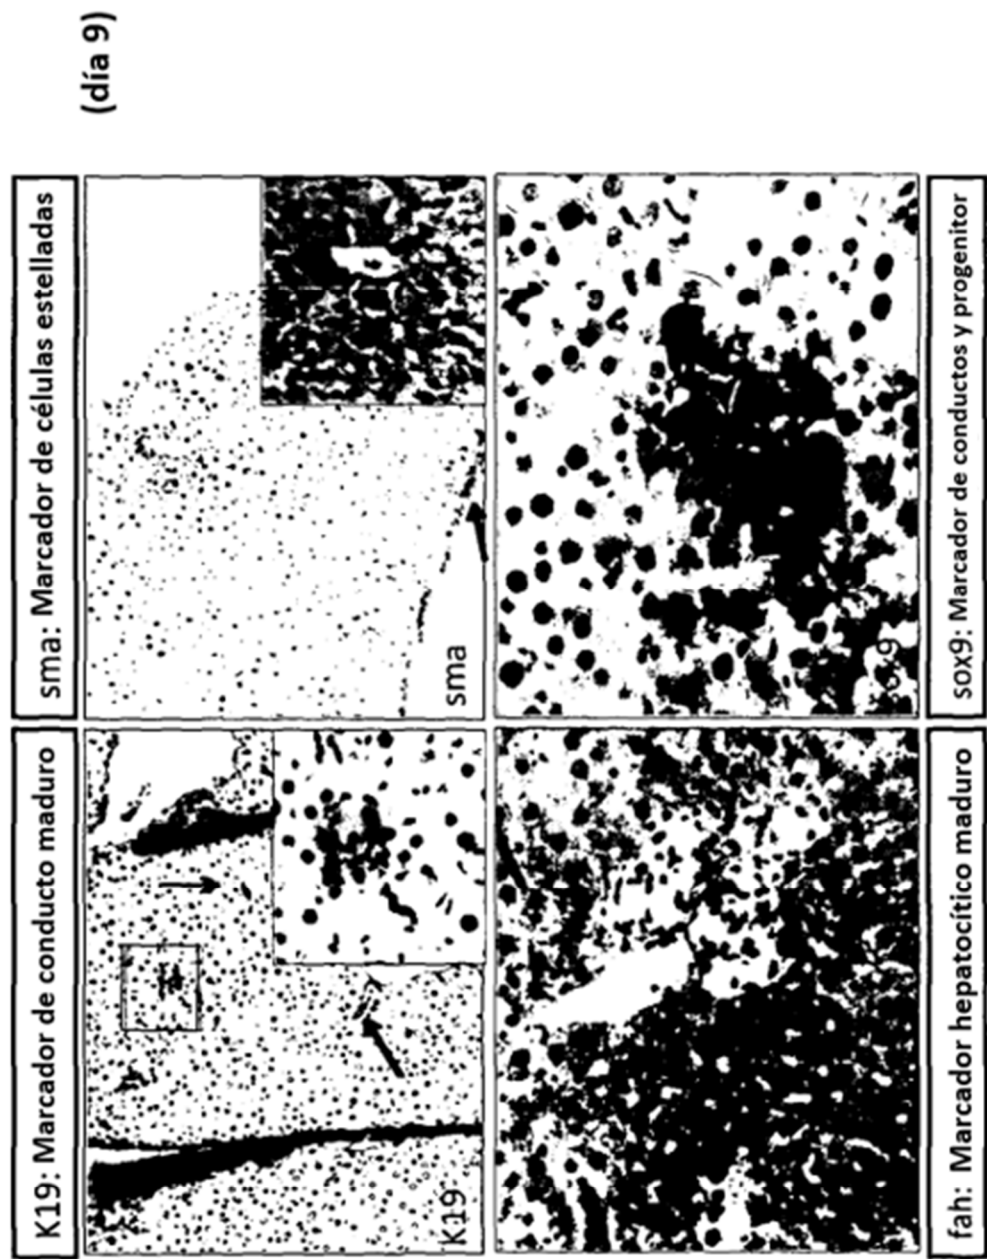 K19: Marcador de conducto maduro
sma: Marcador de células estelladas
(día 9)
K19
sma
sox9
fah: Marcador hepatocítico maduro
sox9: Marcador de conductos y progenitor